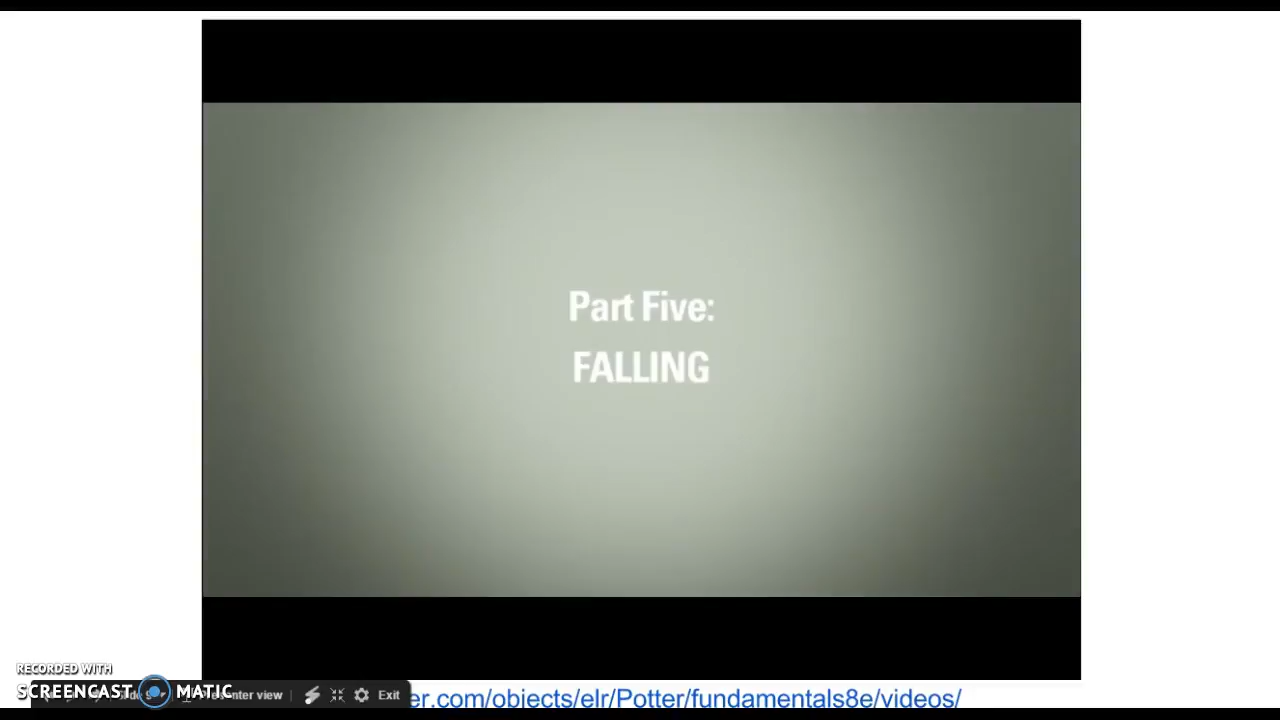 Part Five:
FALLING
RECORDED WITH
SCREENCAST MATIC
Exit
er.com/objects/elr/Potter/fundamentals8e/videos/